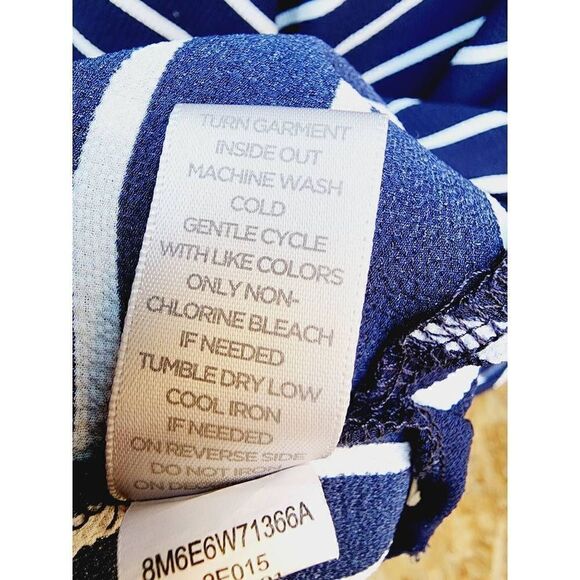 TURN GARMENT
INSIDE OUT
MACHINE WASH
COLD
GENTLE CYCLE
WITH LIKE COLORS
ONLY NON-
CHLORINE BLEACH
IF NEEDED
TUMBLE DRY LOW
COOL IRON
IF NEEDED
ON REVERSE SIDE
DO NOT IRON
ON
8M6E6W71366A